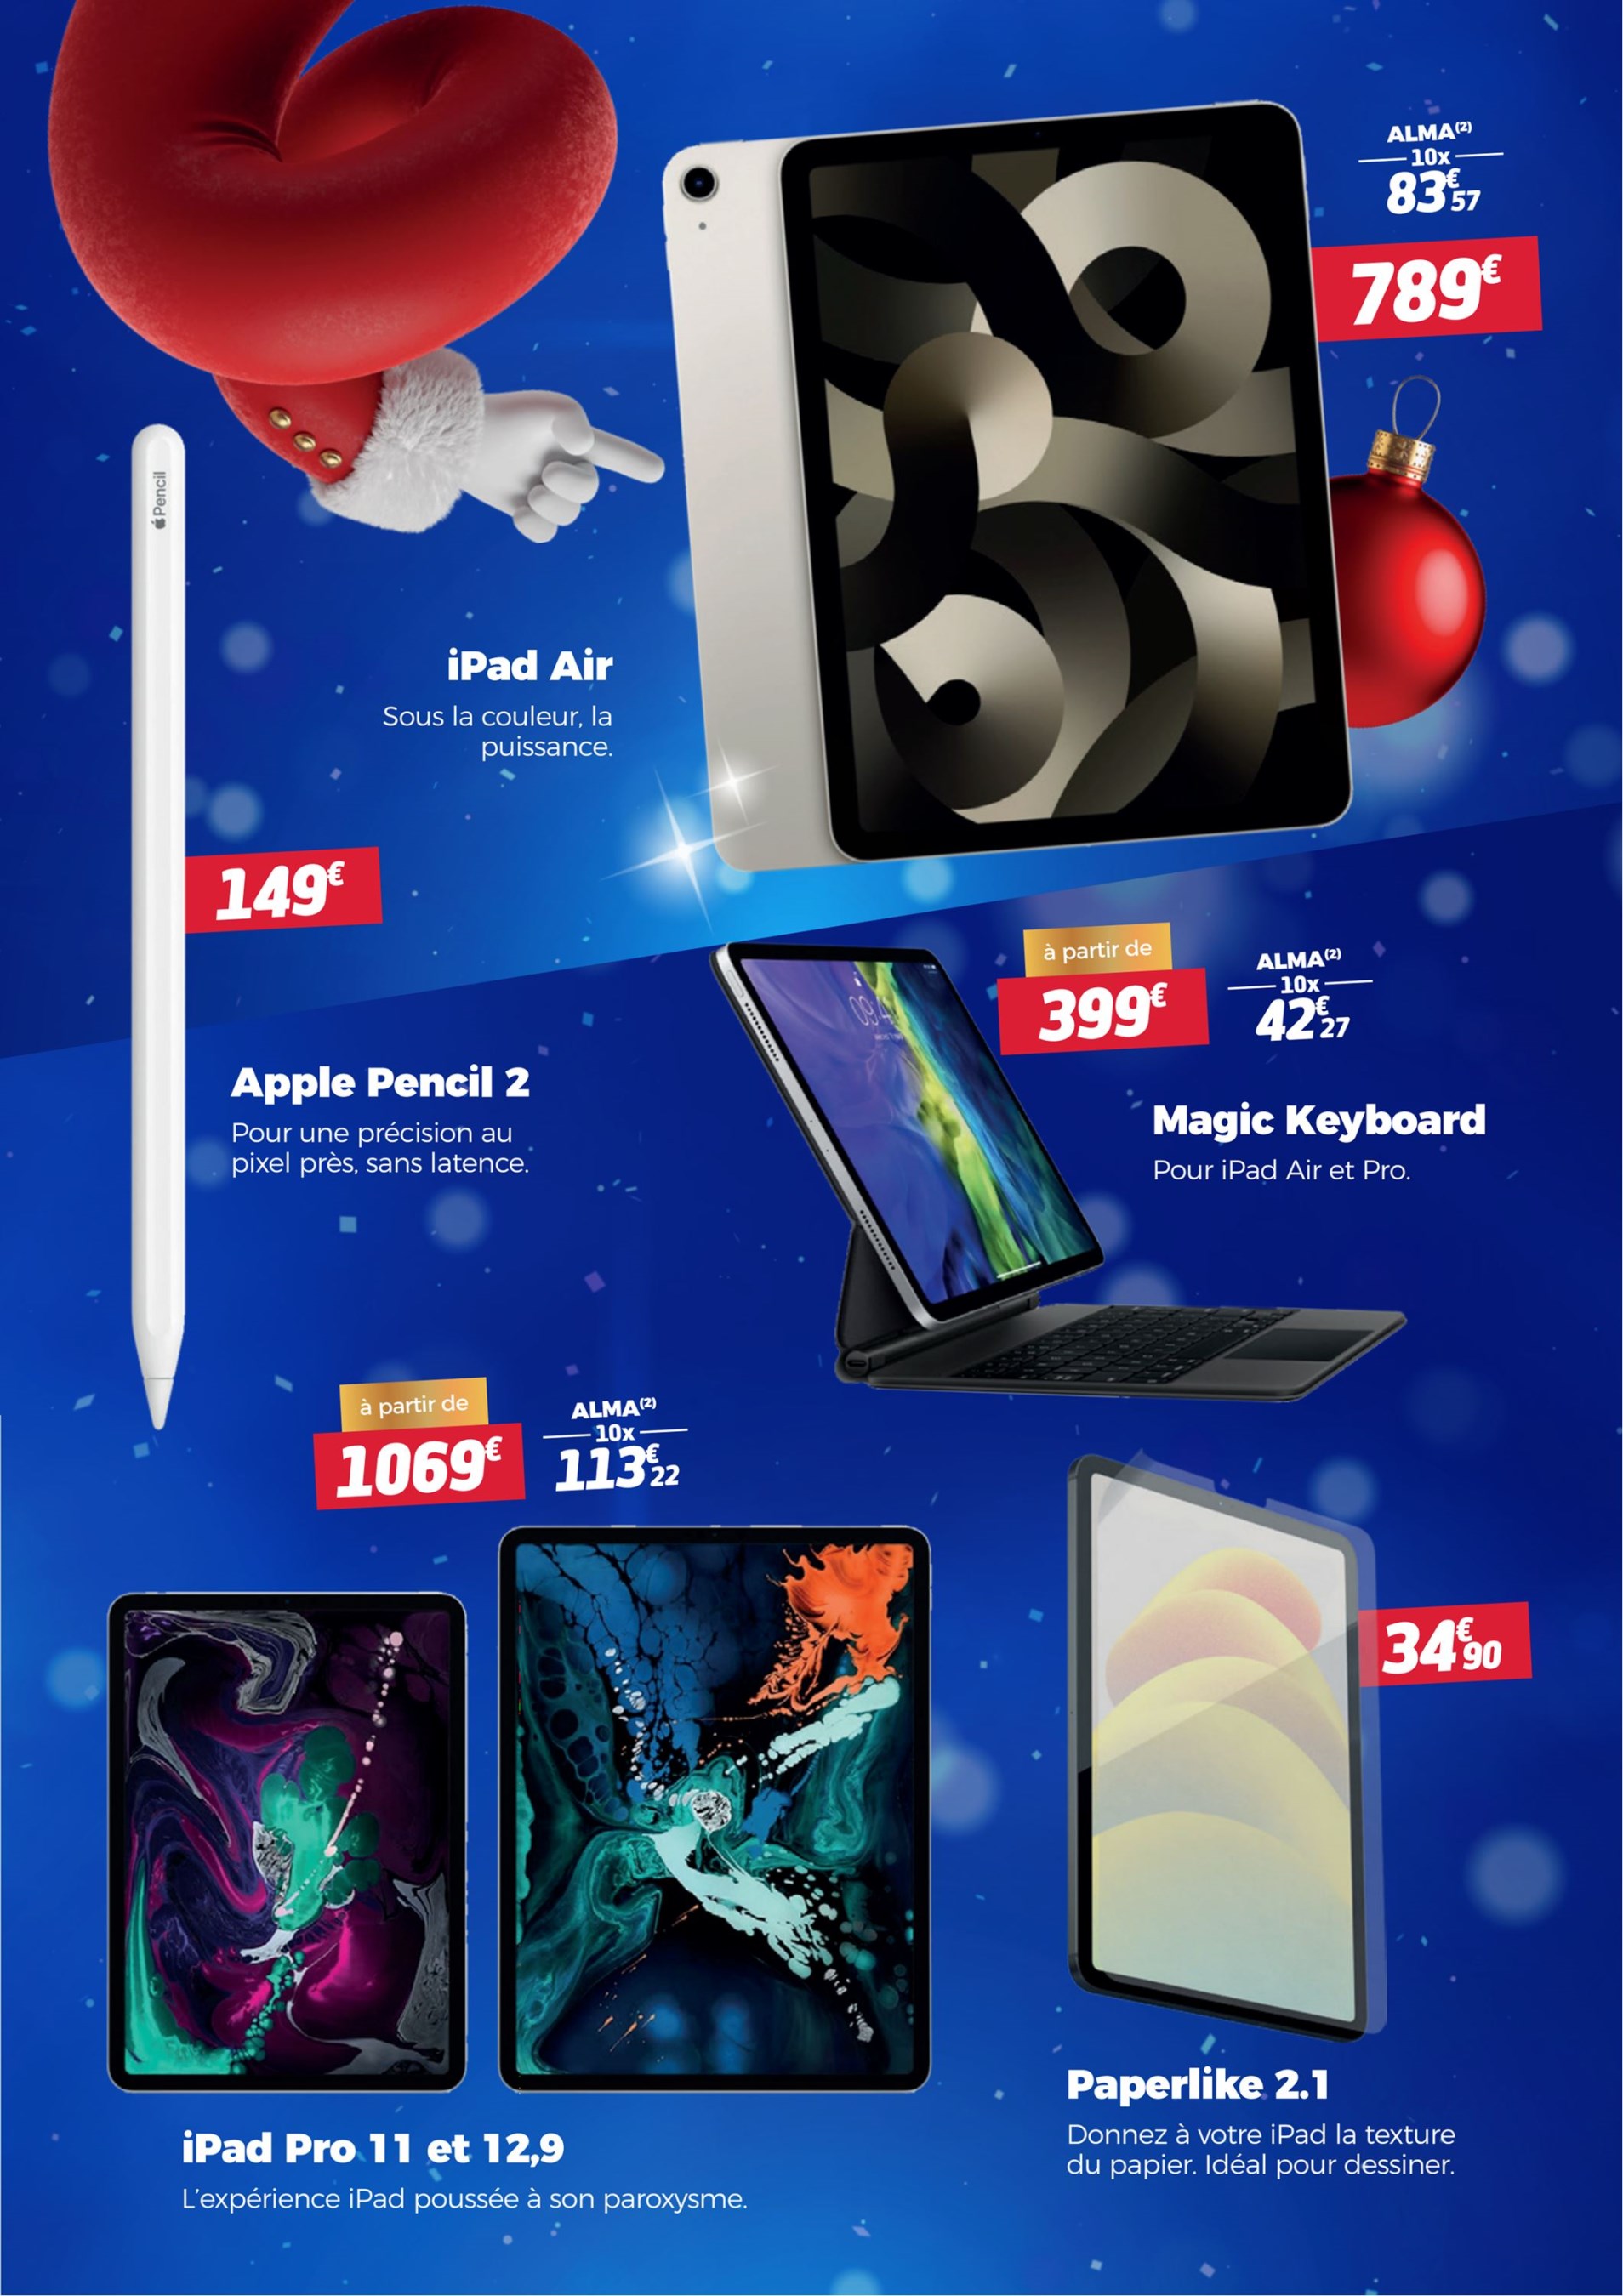 ALMA(2)
10x
83€57
789€
Pencil
iPad Air
Sous la couleur, la
puissance.
149€
à partir de
399€
ALMA(2)
10x
42€27
Apple Pencil 2
Pour une précision au
pixel près, sans latence.
Magic Keyboard
Pour iPad Air et Pro.
à partir de
1069€
ALMA(2)
10x
113€22
34€90
Paperlike 2.1
Donnez à votre iPad la texture
du papier. Idéal pour dessiner.
iPad Pro 11 et 12,9
L'expérience iPad poussée à son paroxysme.